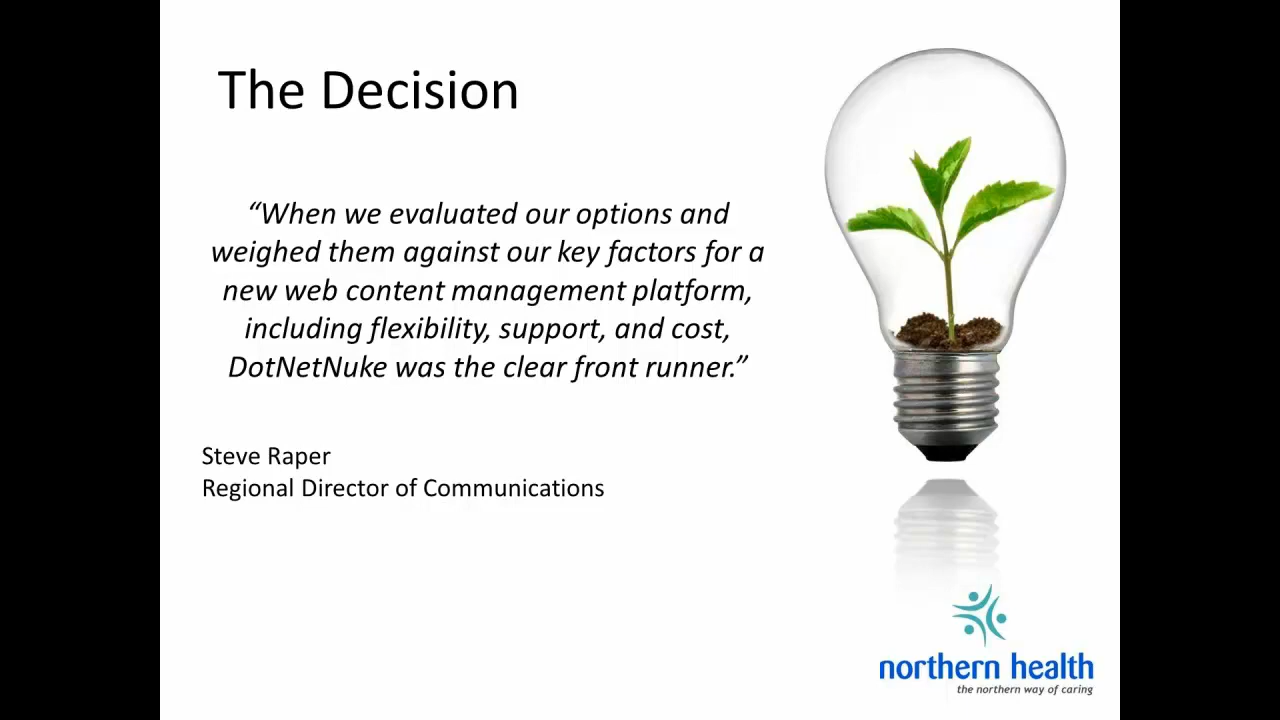 The Decision
“When we evaluated our options and
weighed them against our key factors for a
new web content management platform,
including flexibility, support, and cost,
DotNetNuke was the clear front runner.”
Steve Raper
Regional Director of Communications
northern health
the northern way of caring